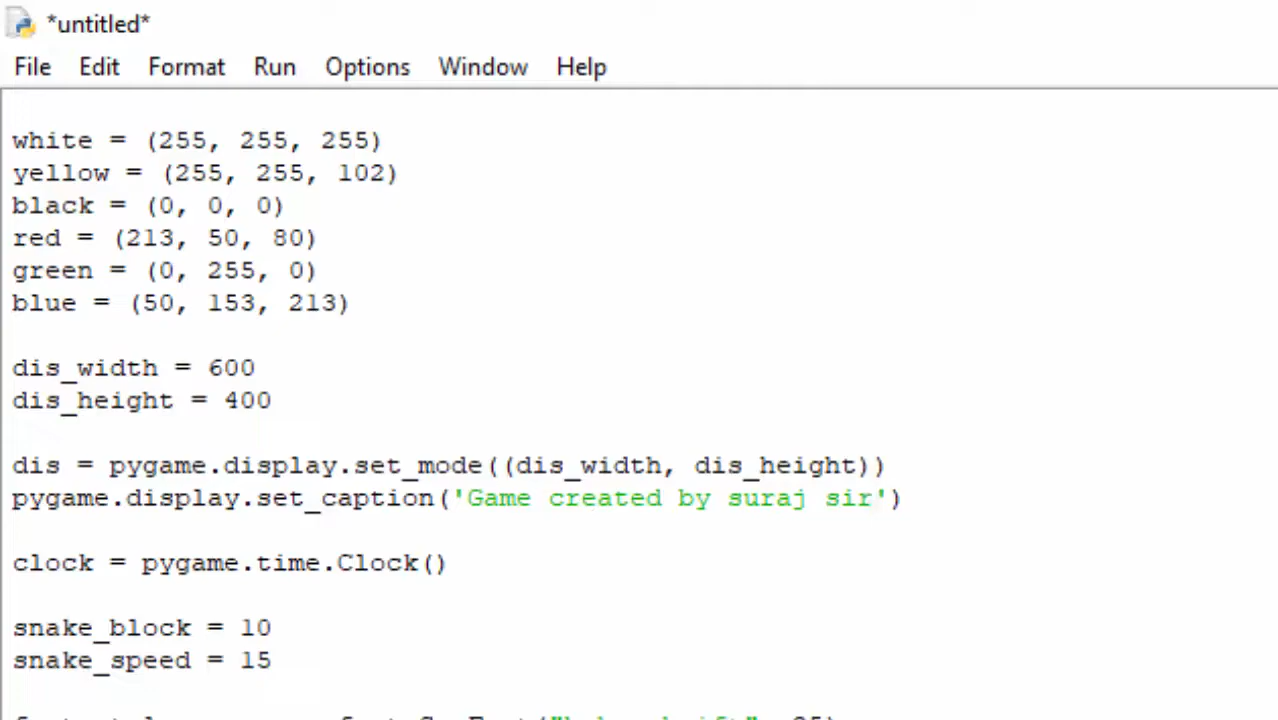 *untitled*
File Edit Format Run Options Window Help
white = (255, 255, 255)
yellow = (255, 255, 102)
black = (0, 0, 0)
red = (213, 50, 80)
green = (0, 255, 0)
blue = (50, 153, 213)
dis_width = 600
dis_height = 400
dis = pygame.display.set_mode((dis_width, dis_height))
pygame.display.set_caption('Game created by suraj sir')
clock = pygame.time.Clock()
snake_block = 10
snake_speed = 15